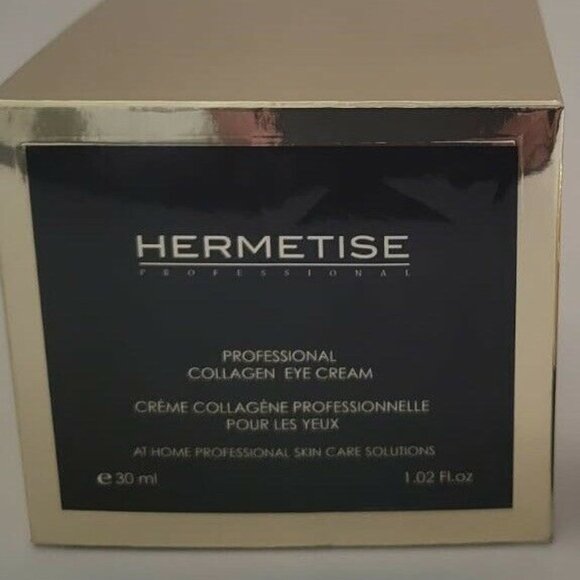 HERMETISE
PROFESSIONAL
PROFESSIONAL
COLLAGEN EYE CREAM
CRÈME COLLAGÈNE PROFESSIONNELLE
POUR LES YEUX
AT HOME PROFESSIONAL SKIN CARE SOLUTIONS
℮ 30 ml 1.02 Fl.oz